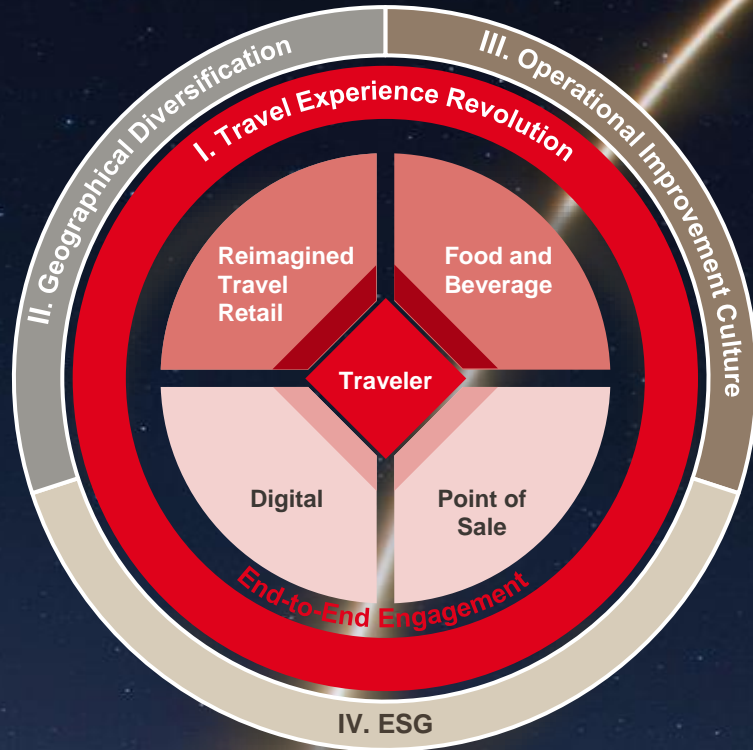 II. Geographical Diversification
III. Operational Improvement Culture
I. Travel Experience Revolution
Reimagined
Travel
Retail
Food and
Beverage
Traveler
Digital
Point of
Sale
End-to-End Engagement
IV. ESG